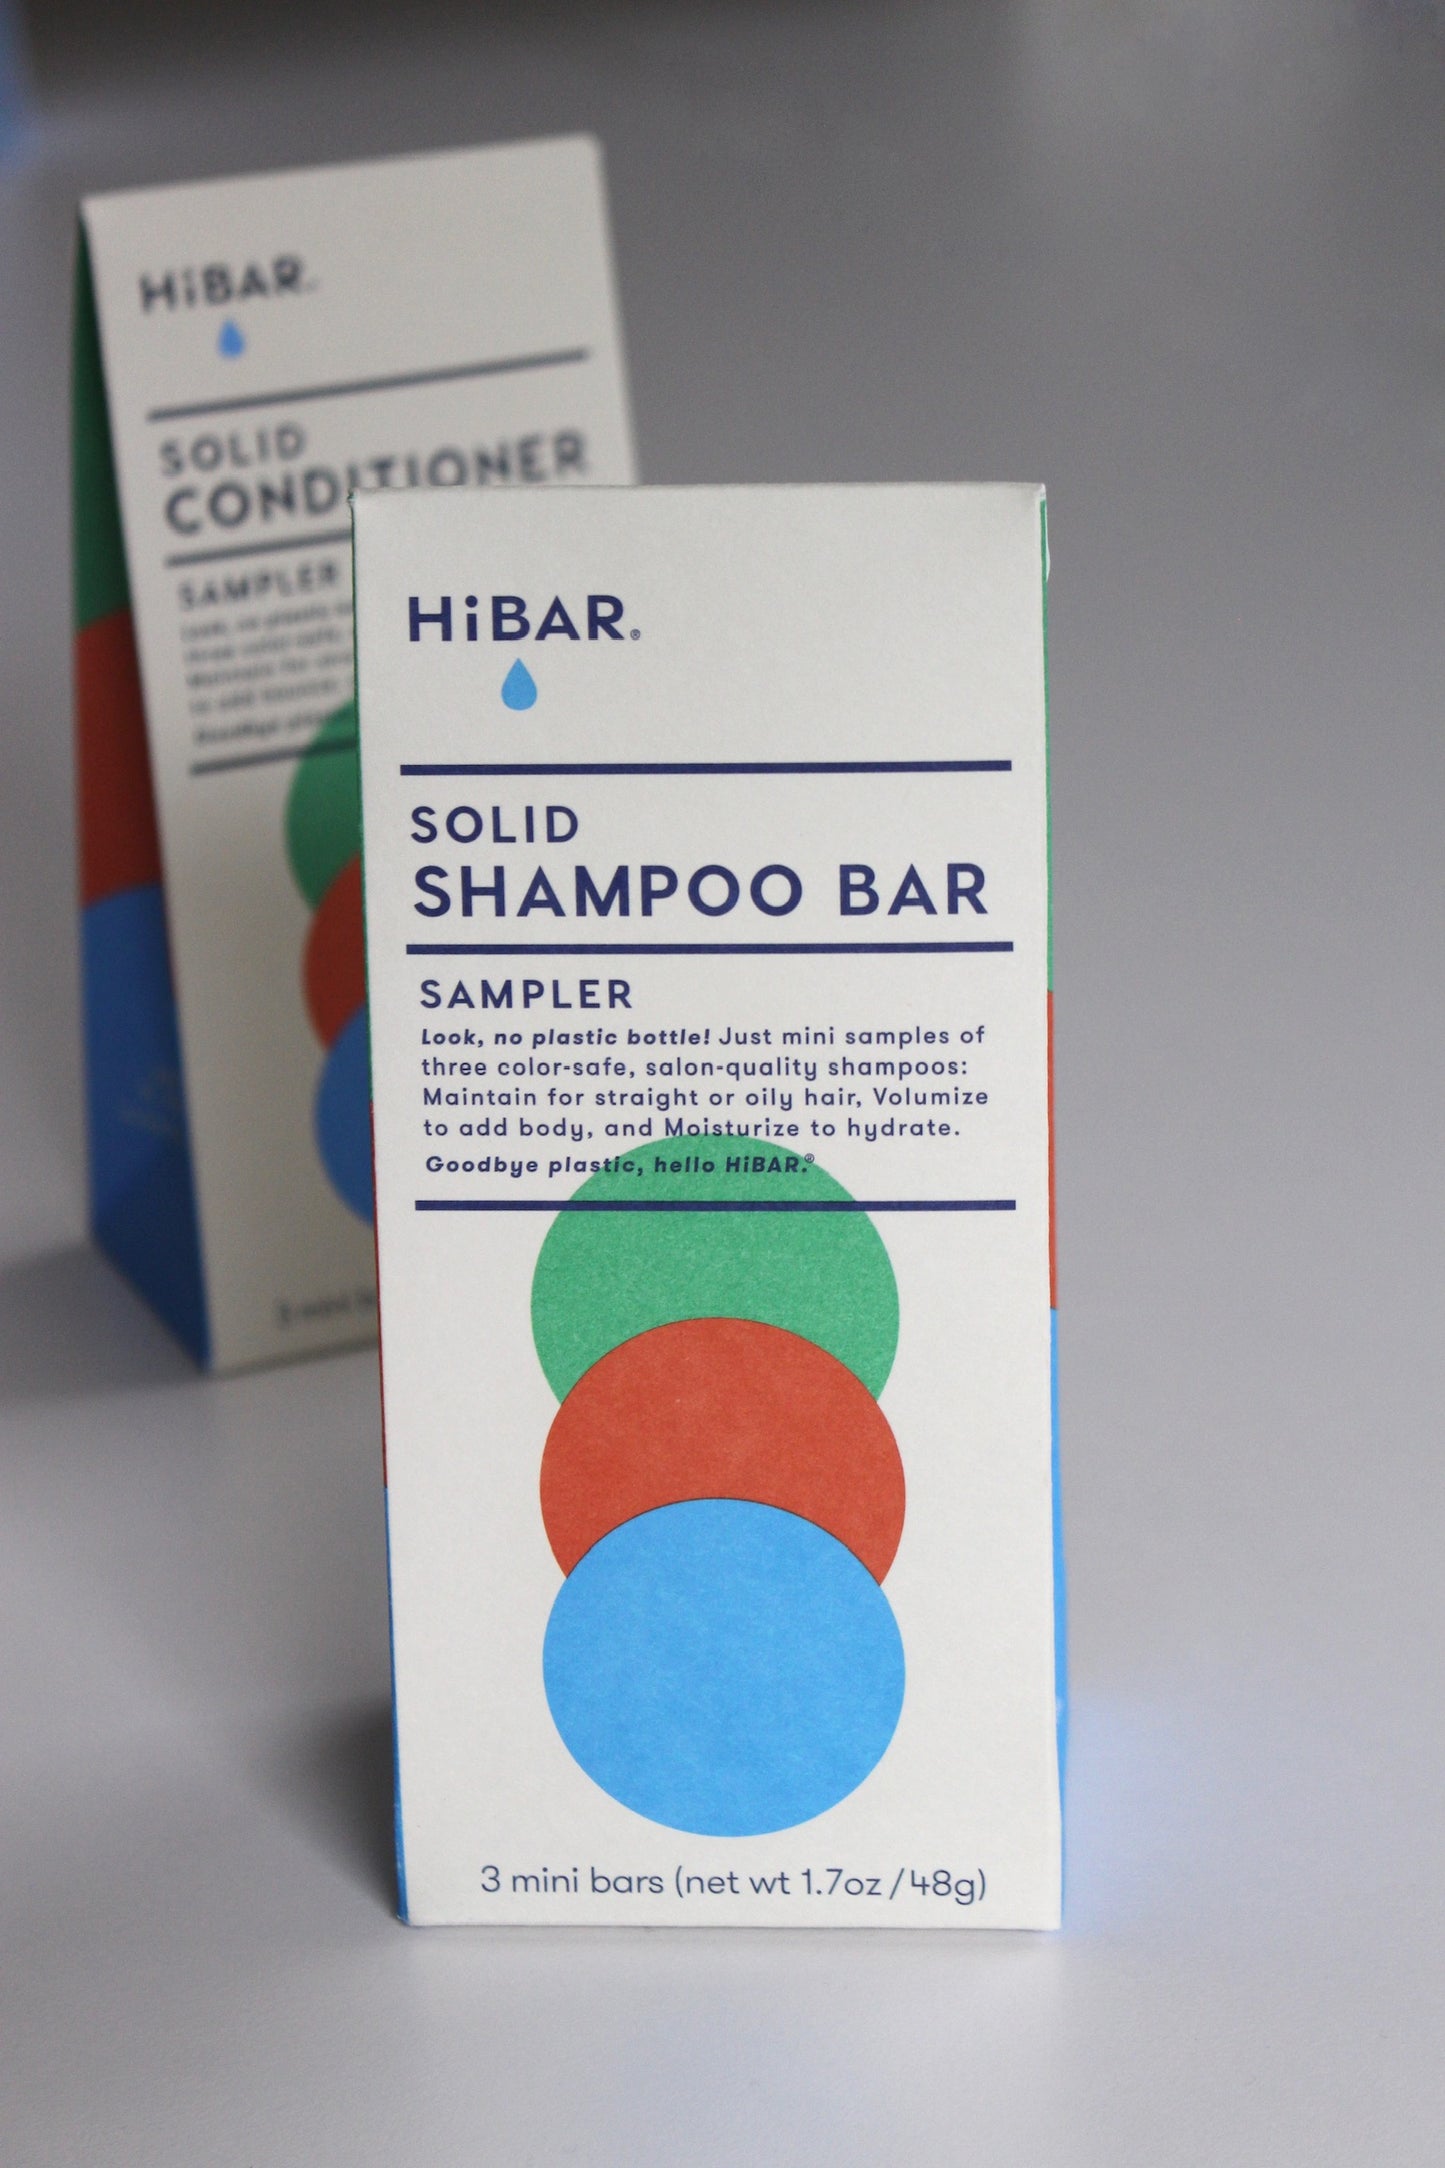 HiBAR.
SOLID
CONDITIONER
SAMPLER
HiBAR.®
SOLID
SHAMPOO BAR
SAMPLER
Look, no plastic bottle! Just mini samples of
three color-safe, salon-quality shampoos:
Maintain for straight or oily hair, Volumize
to add body, and Moisturize to hydrate.
Goodbye plastic, hello HiBAR.®
3 mini bars (net wt 1.7oz/48g)